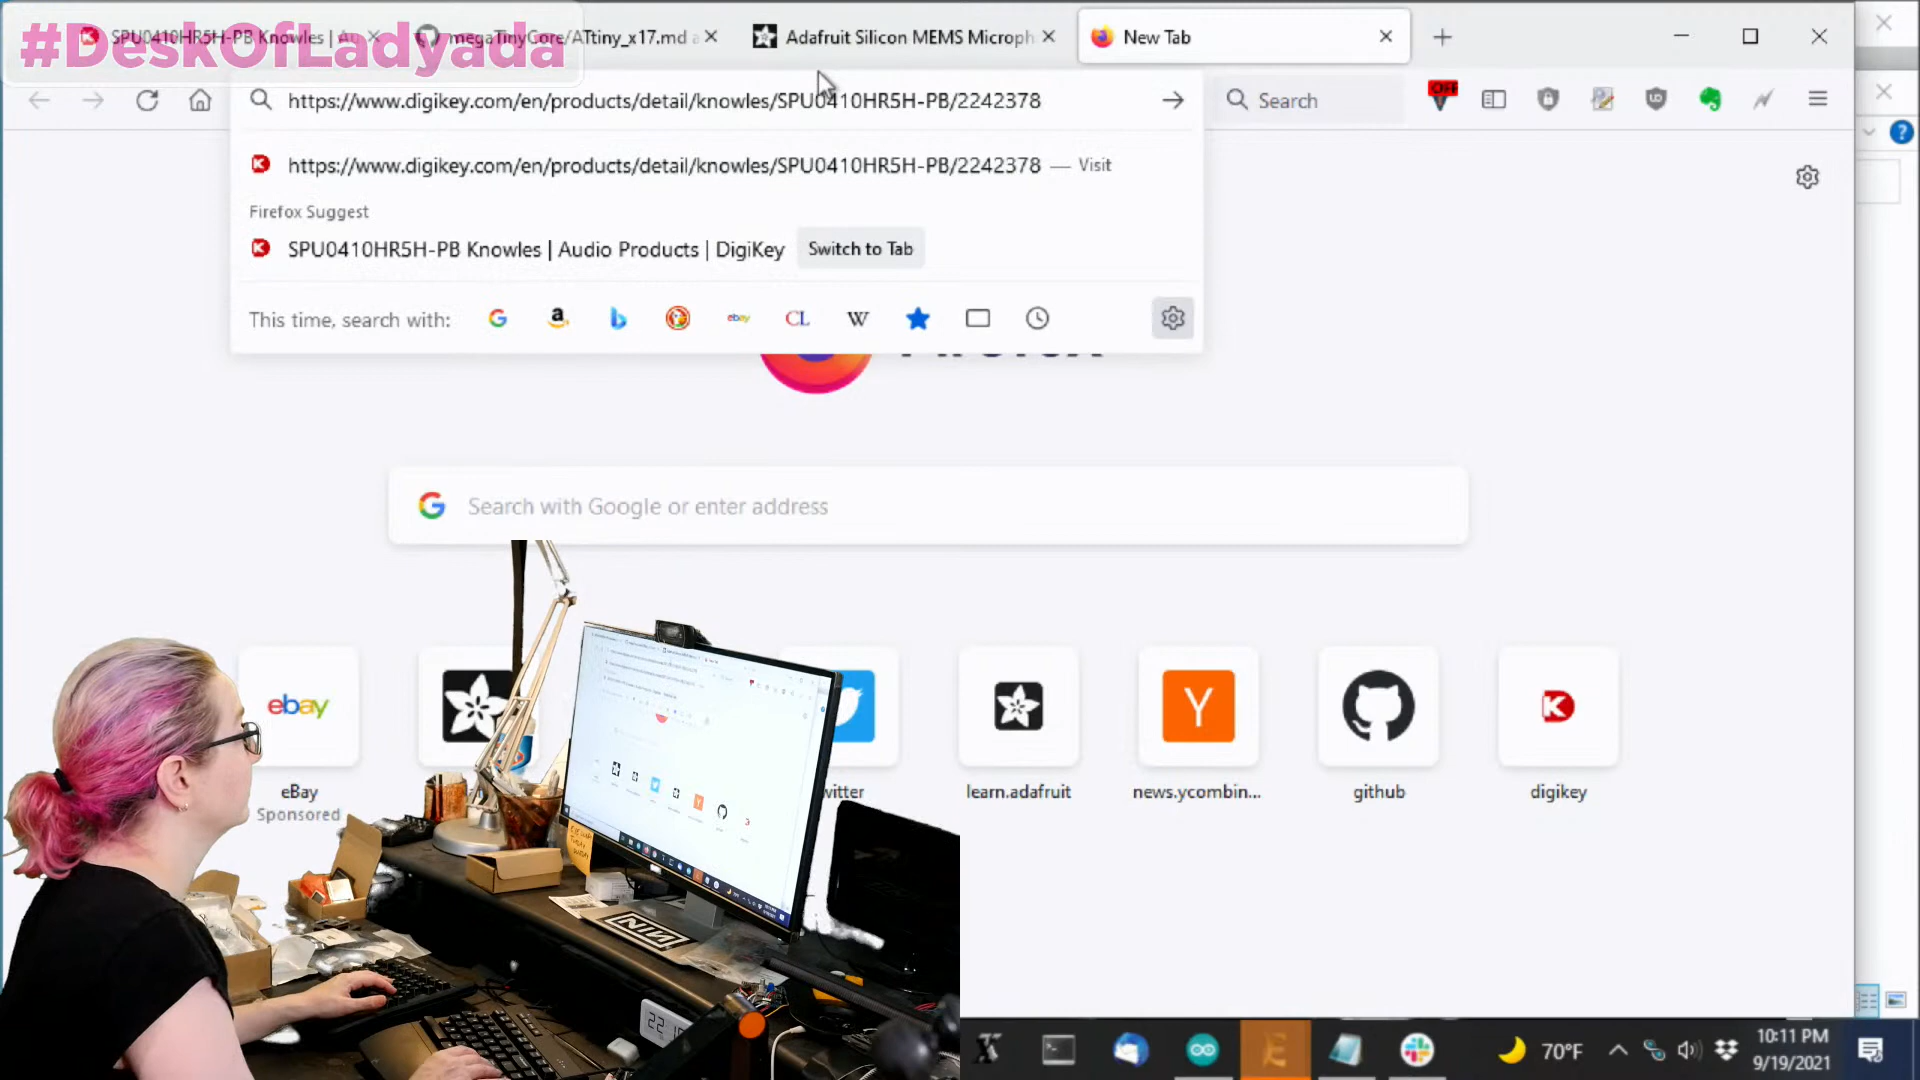 #DeskOfLadyada
SPU0410HR5H-PB Knowles | Au
megaTinyCore/ATtiny_x17.md a
Adafruit Silicon MEMS Microph
New Tab
https://www.digikey.com/en/products/detail/knowles/SPU0410HR5H-PB/2242378
Search
OFF
https://www.digikey.com/en/products/detail/knowles/SPU0410HR5H-PB/2242378 — Visit
Firefox Suggest
SPU0410HR5H-PB Knowles | Audio Products | DigiKey
Switch to Tab
This time, search with:
Search with Google or enter address
ebay
eBay
Sponsored
witter
learn.adafruit
news.ycombin...
github
digikey
NIN
70°F
10:11 PM
9/19/2021